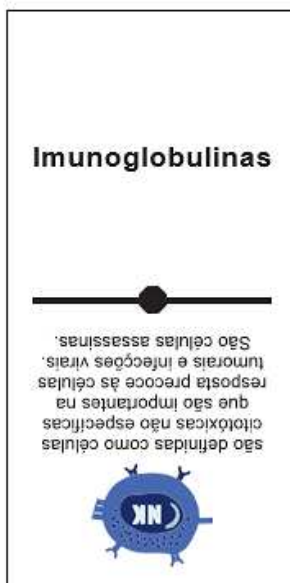 Imunoglobulinas
NK
são definidas como células
citotóxicas não específicas
que são importantes na
resposta precoce às células
tumorais e infecções virais.
São células assassinas.